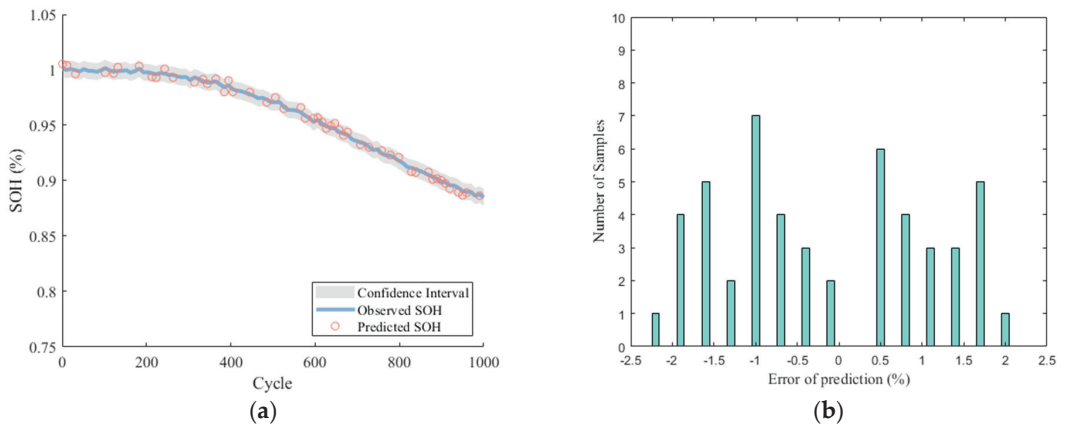 1.05
1
0.95
0.9
0.85
0.8
0.75
SOH (%)
Confidence Interval
Observed SOH
Predicted SOH
0 200 400 600 800 1000
Cycle
(a)
10
9
8
7
6
5
4
3
2
1
0
Number of Samples
-2.5 -2 -1.5 -1 -0.5 0 0.5 1 1.5 2 2.5
Error of prediction (%)
(b)